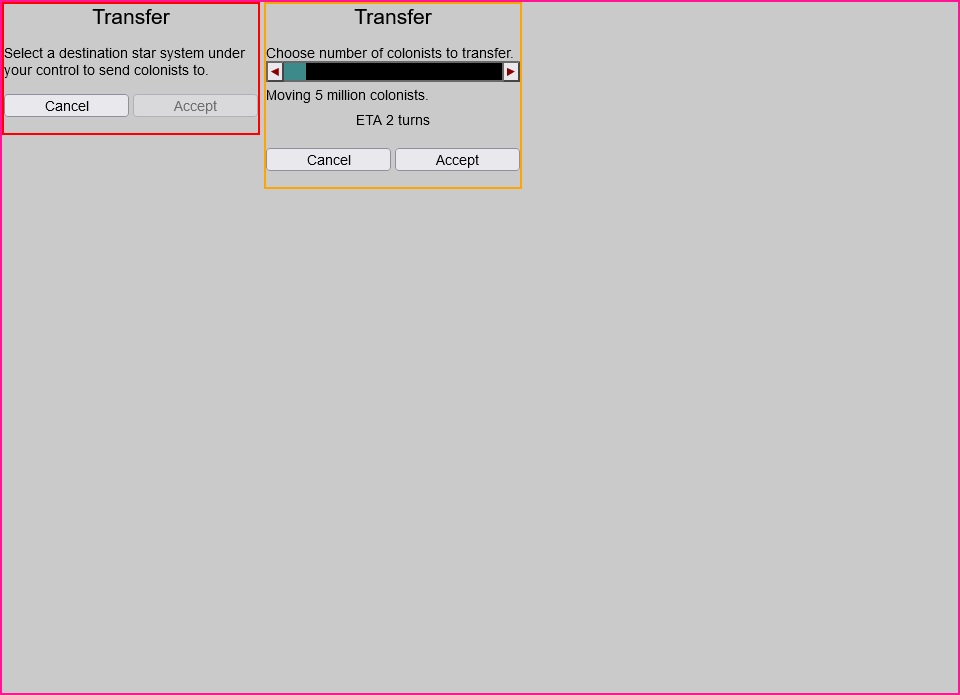 Transfer
Select a destination star system under
your control to send colonists to.
Cancel Accept
Transfer
Choose number of colonists to transfer.
Moving 5 million colonists.
ETA 2 turns
Cancel Accept